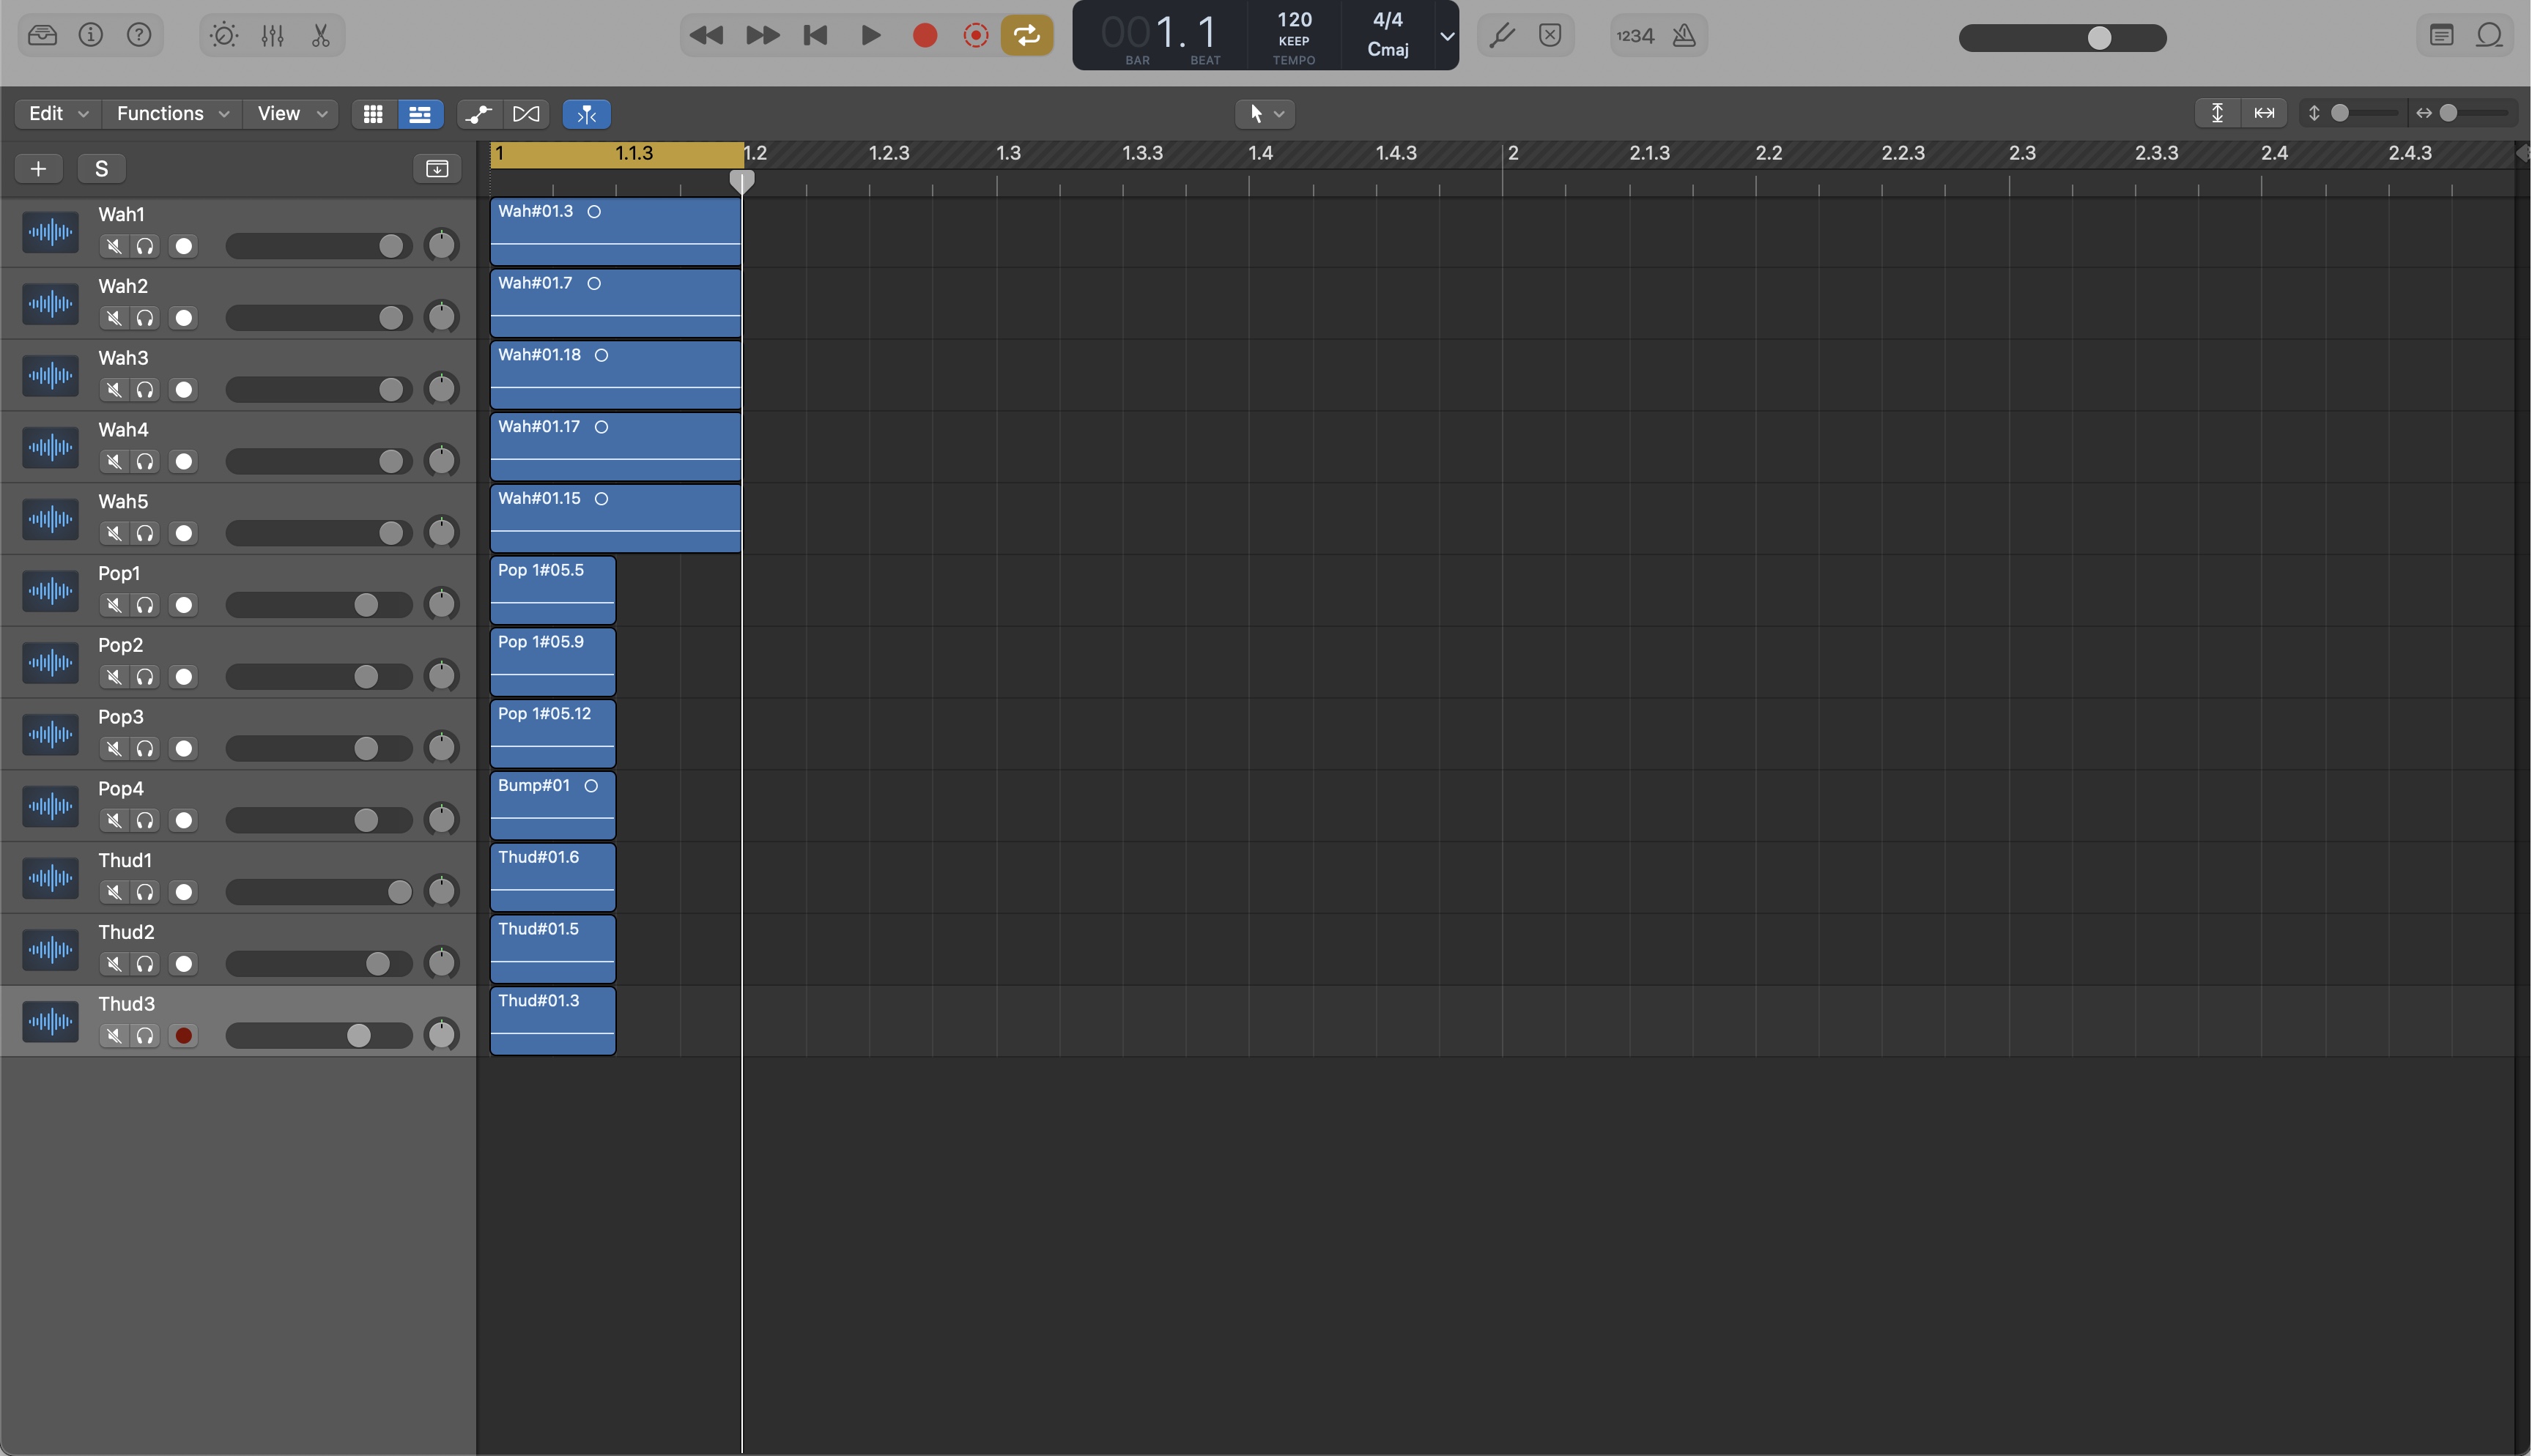 001. 1
BAR BEAT
120
KEEP
TEMPO
4/4
Cmaj
1234
Edit Functions View
S
1 1.1.3 1.2 1.2.3 1.3 1.3.3 1.4 1.4.3 2 2.1.3 2.2 2.2.3 2.3 2.3.3 2.4 2.4.3
Wah1
Wah#01.3
Wah2
Wah#01.7
Wah3
Wah#01.18
Wah4
Wah#01.17
Wah5
Wah#01.15
Pop1
Pop 1#05.5
Pop2
Pop 1#05.9
Pop3
Pop 1#05.12
Pop4
Bump#01
Thud1
Thud#01.6
Thud2
Thud#01.5
Thud3
Thud#01.3